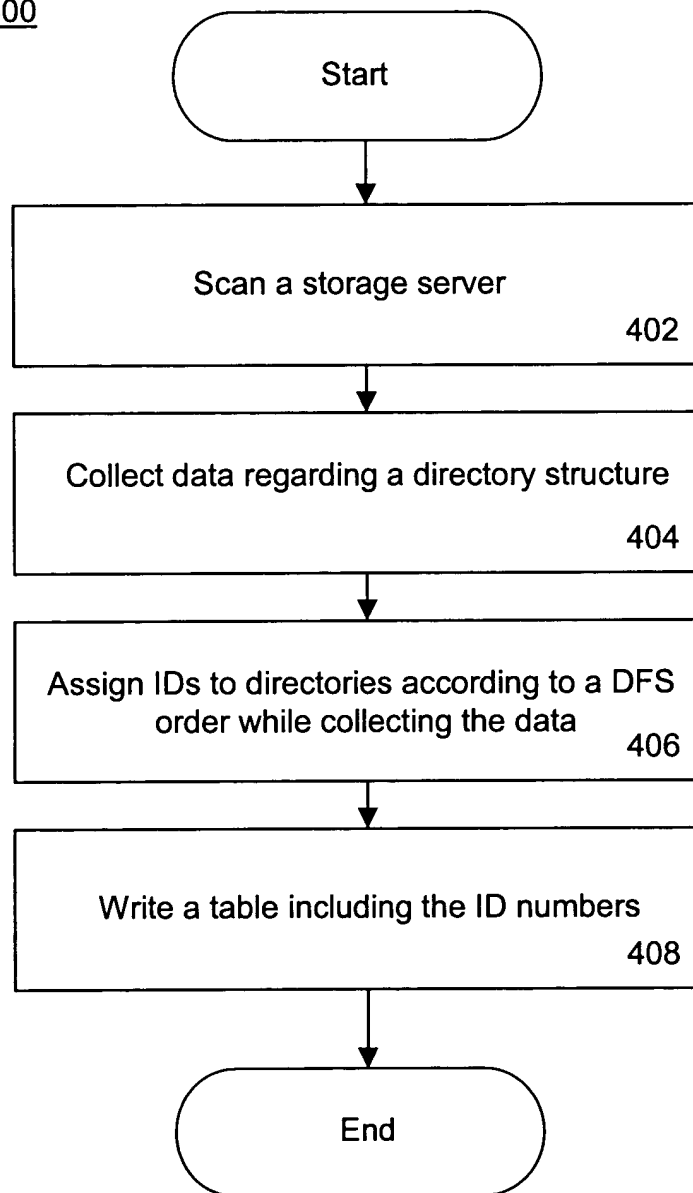 00
Start
Scan a storage server
402
Collect data regarding a directory structure
404
Assign IDs to directories according to a DFS
order while collecting the data
406
Write a table including the ID numbers
408
End